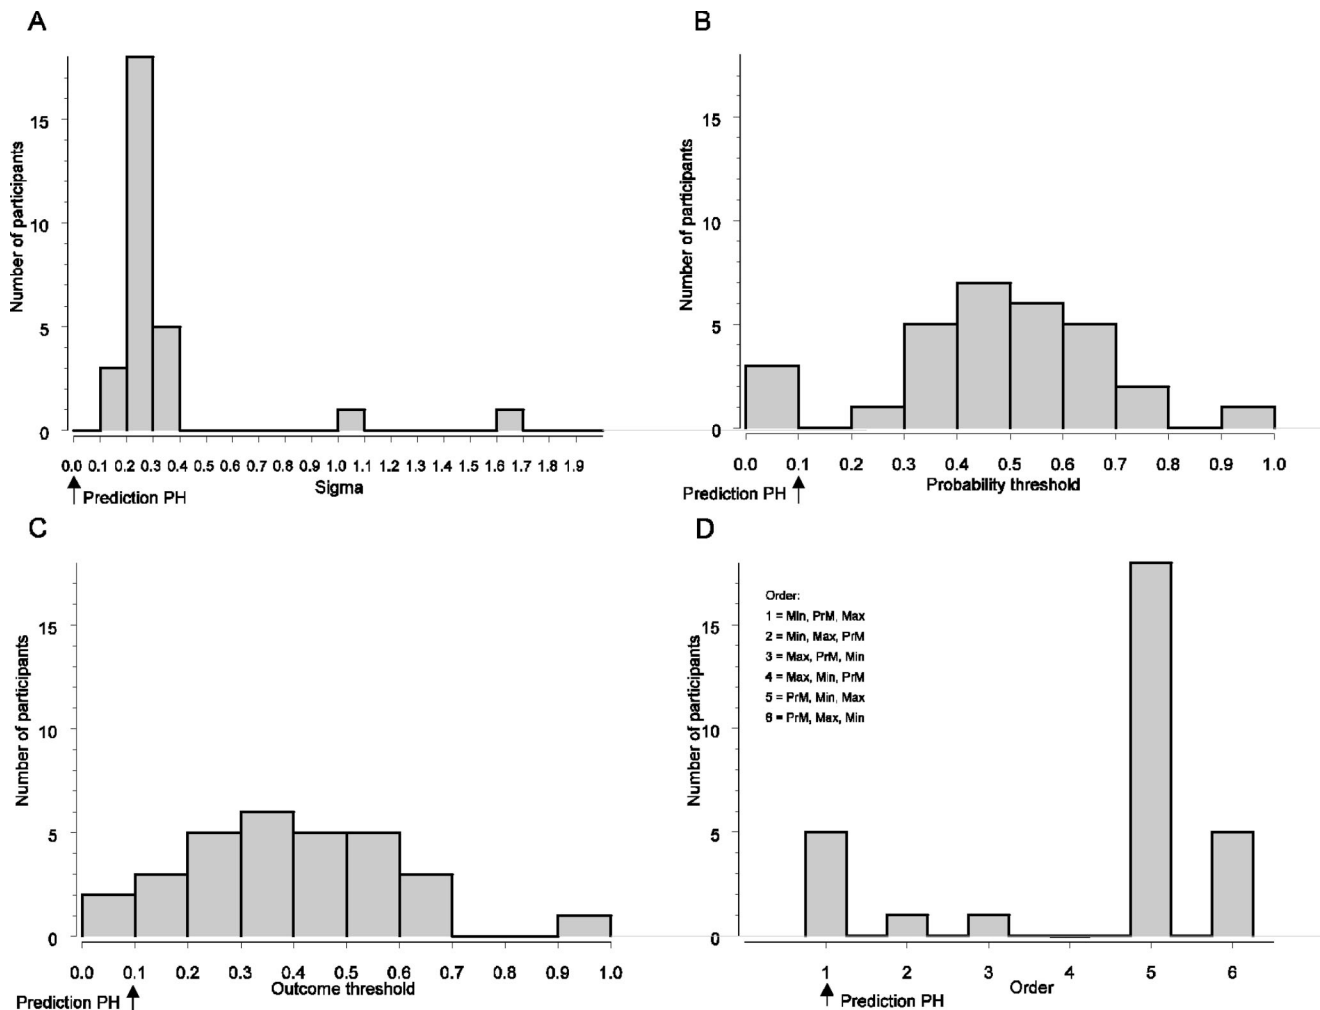 A
Number of participants
15
10
5
0
0.0 0.1 0.2 0.3 0.4 0.5 0.6 0.7 0.8 0.9 1.0 1.1 1.2 1.3 1.4 1.5 1.6 1.7 1.8 1.9
Sigma
Prediction PH
B
Number of participants
15
10
5
0
0.0 0.1 0.2 0.3 0.4 0.5 0.6 0.7 0.8 0.9 1.0
Probability threshold
Prediction PH
C
Number of participants
15
10
5
0
0.0 0.1 0.2 0.3 0.4 0.5 0.6 0.7 0.8 0.9 1.0
Outcome threshold
Prediction PH
D
Number of participants
15
10
5
0
Order:
1 = Min, PrM, Max
2 = Min, Max, PrM
3 = Max, PrM, Min
4 = Max, Min, PrM
5 = PrM, Min, Max
6 = PrM, Max, Min
1 2 3 4 5 6
Order
Prediction PH